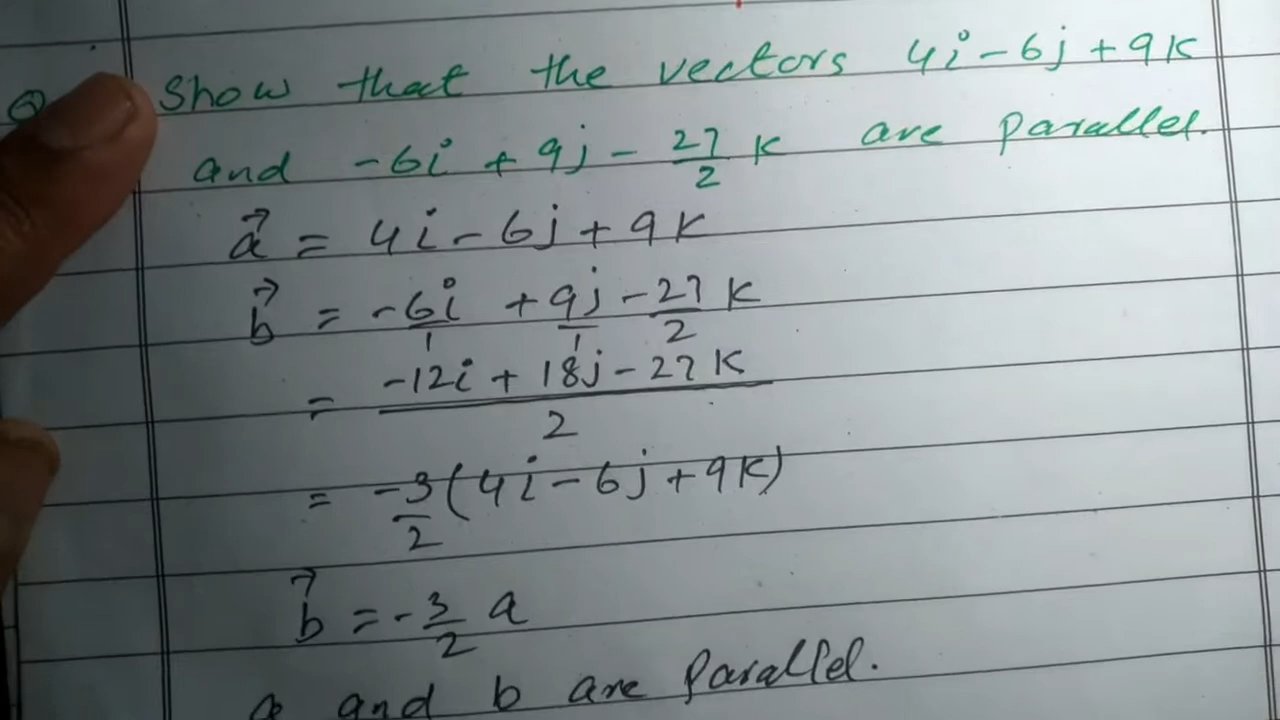 Q Show that the vectors 4i - 6j + 9k
and -6i + 9j - 27/2 k are parallel.
a⃗ = 4i - 6j + 9k
b⃗ = -6i/1 + 9j/1 - 27/2 k
= (-12i + 18j - 27k)/2
= -3/2 (4i - 6j + 9k)
b⃗ = -3/2 a
a and b are parallel.